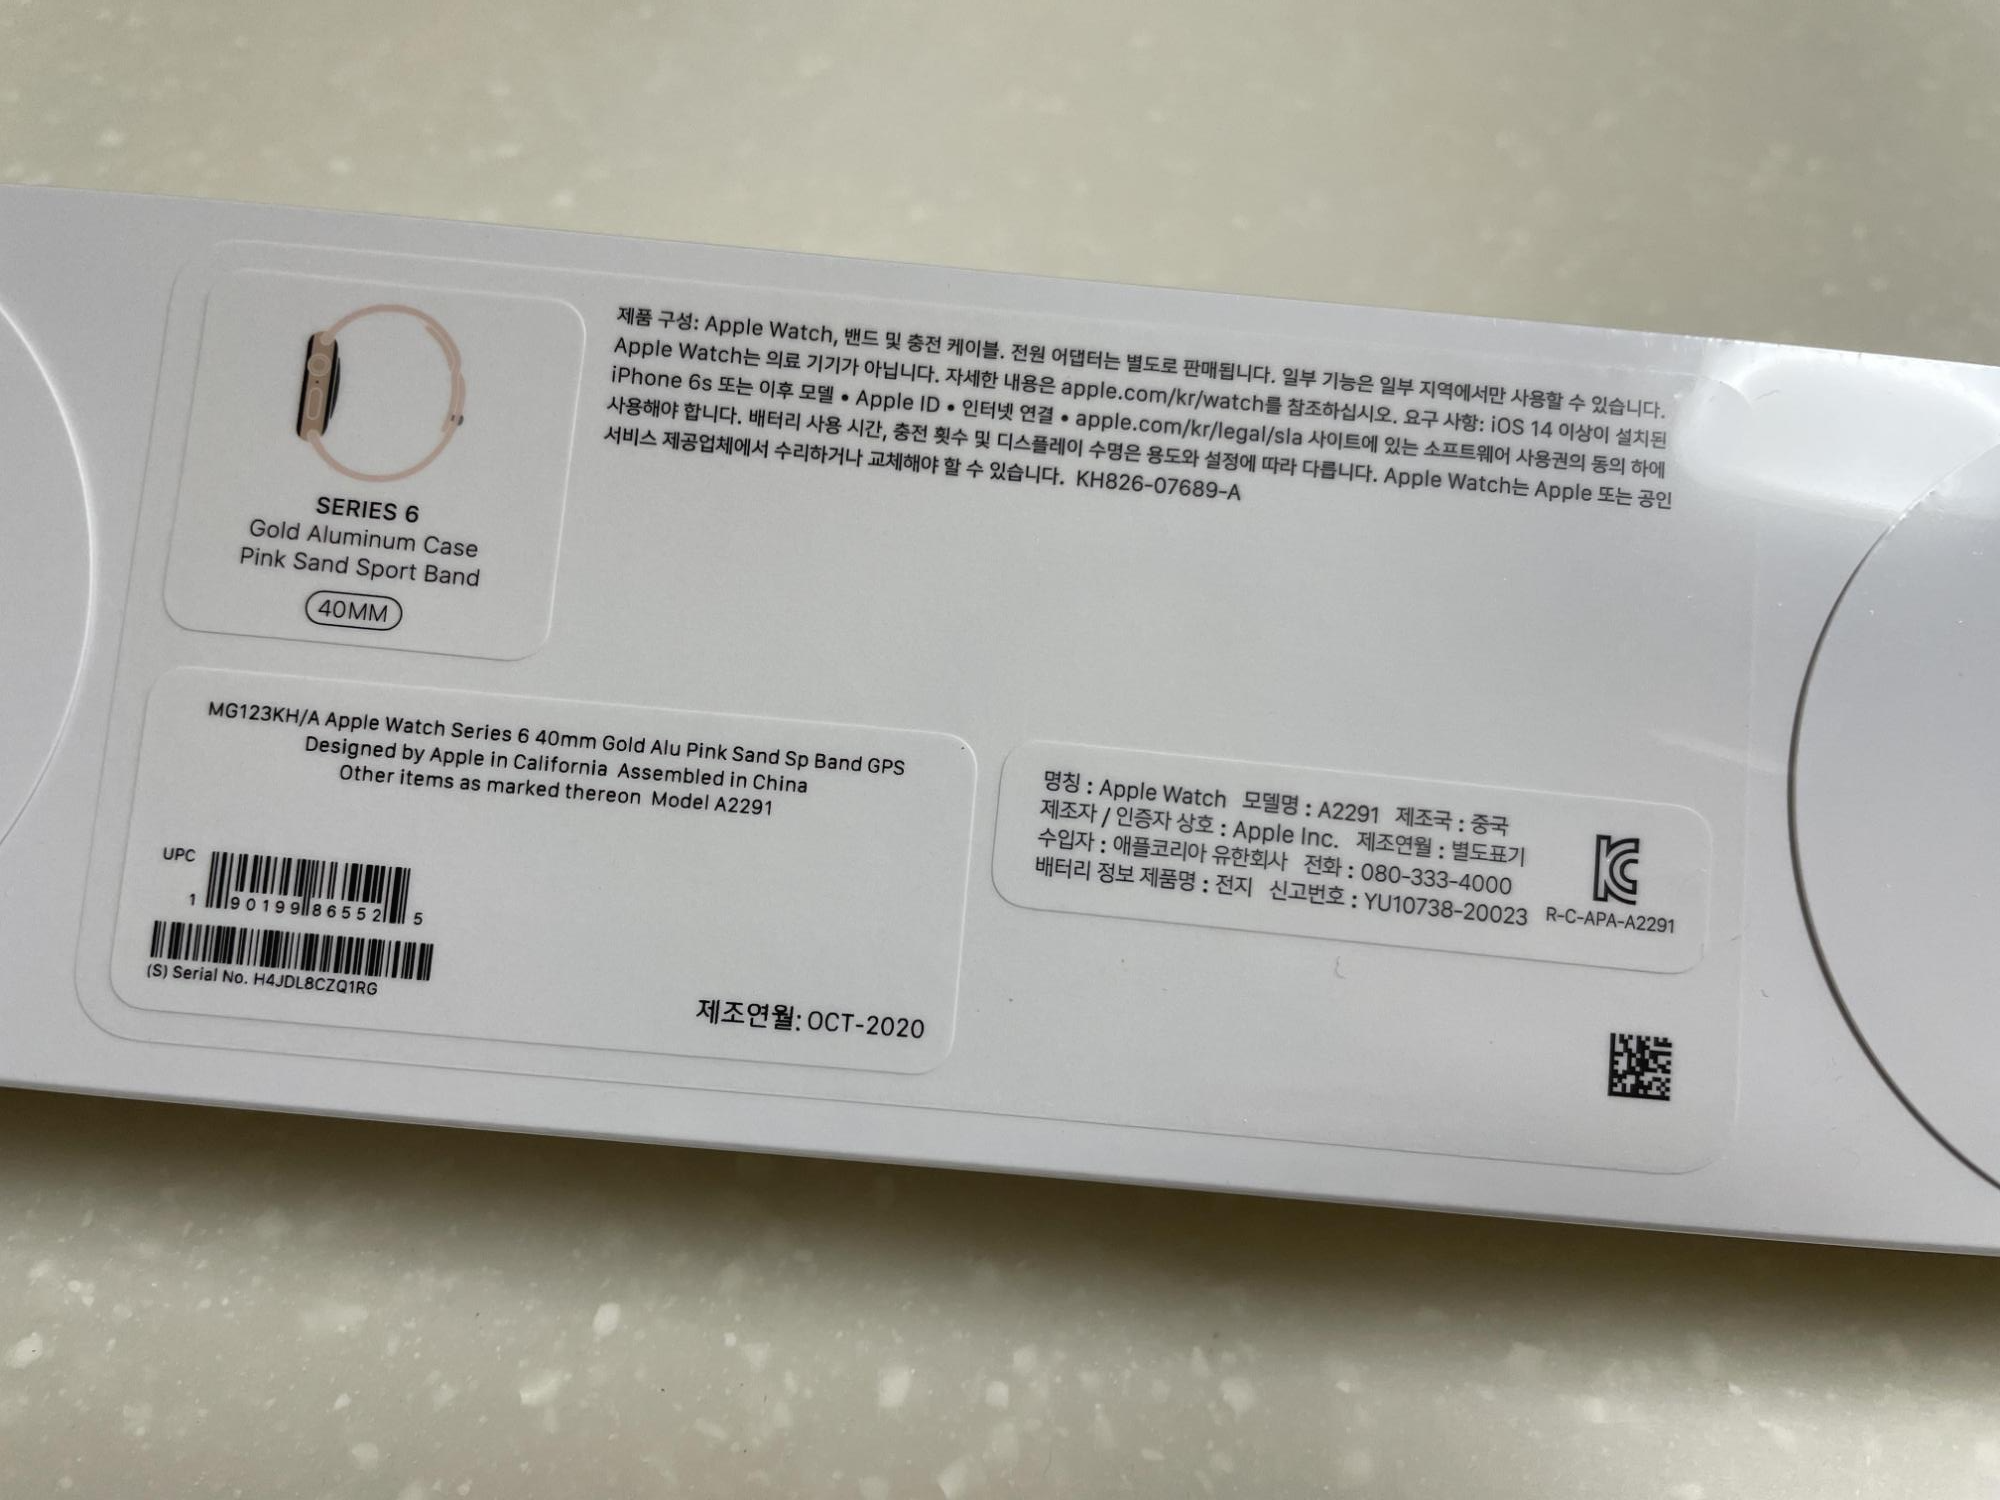 SERIES 6
Gold Aluminum Case
Pink Sand Sport Band
40MM
제품 구성: Apple Watch, 밴드 및 충전 케이블. 전원 어댑터는 별도로 판매됩니다. 일부 기능은 일부 지역에서만 사용할 수 있습니다.
Apple Watch는 의료 기기가 아닙니다. 자세한 내용은 apple.com/kr/watch를 참조하십시오. 요구 사항: iOS 14 이상이 설치된
iPhone 6s 또는 이후 모델 • Apple ID • 인터넷 연결 • apple.com/kr/legal/sla 사이트에 있는 소프트웨어 사용권의 동의 하에
사용해야 합니다. 배터리 사용 시간, 충전 횟수 및 디스플레이 수명은 용도와 설정에 따라 다릅니다. Apple Watch는 Apple 또는 공인
서비스 제공업체에서 수리하거나 교체해야 할 수 있습니다. KH826-07689-A
MG123KH/A Apple Watch Series 6 40mm Gold Alu Pink Sand Sp Band GPS
Designed by Apple in California Assembled in China
Other items as marked thereon Model A2291
UPC
1 90199 86552 5
(S) Serial No. H4JDL8CZQ1RG
제조연월: OCT-2020
명칭 : Apple Watch 모델명 : A2291 제조국 : 중국
제조자 / 인증자 상호 : Apple Inc. 제조연월 : 별도표기
수입자 : 애플코리아 유한회사 전화 : 080-333-4000
배터리 정보 제품명 : 전지 신고번호 : YU10738-20023
R-C-APA-A2291